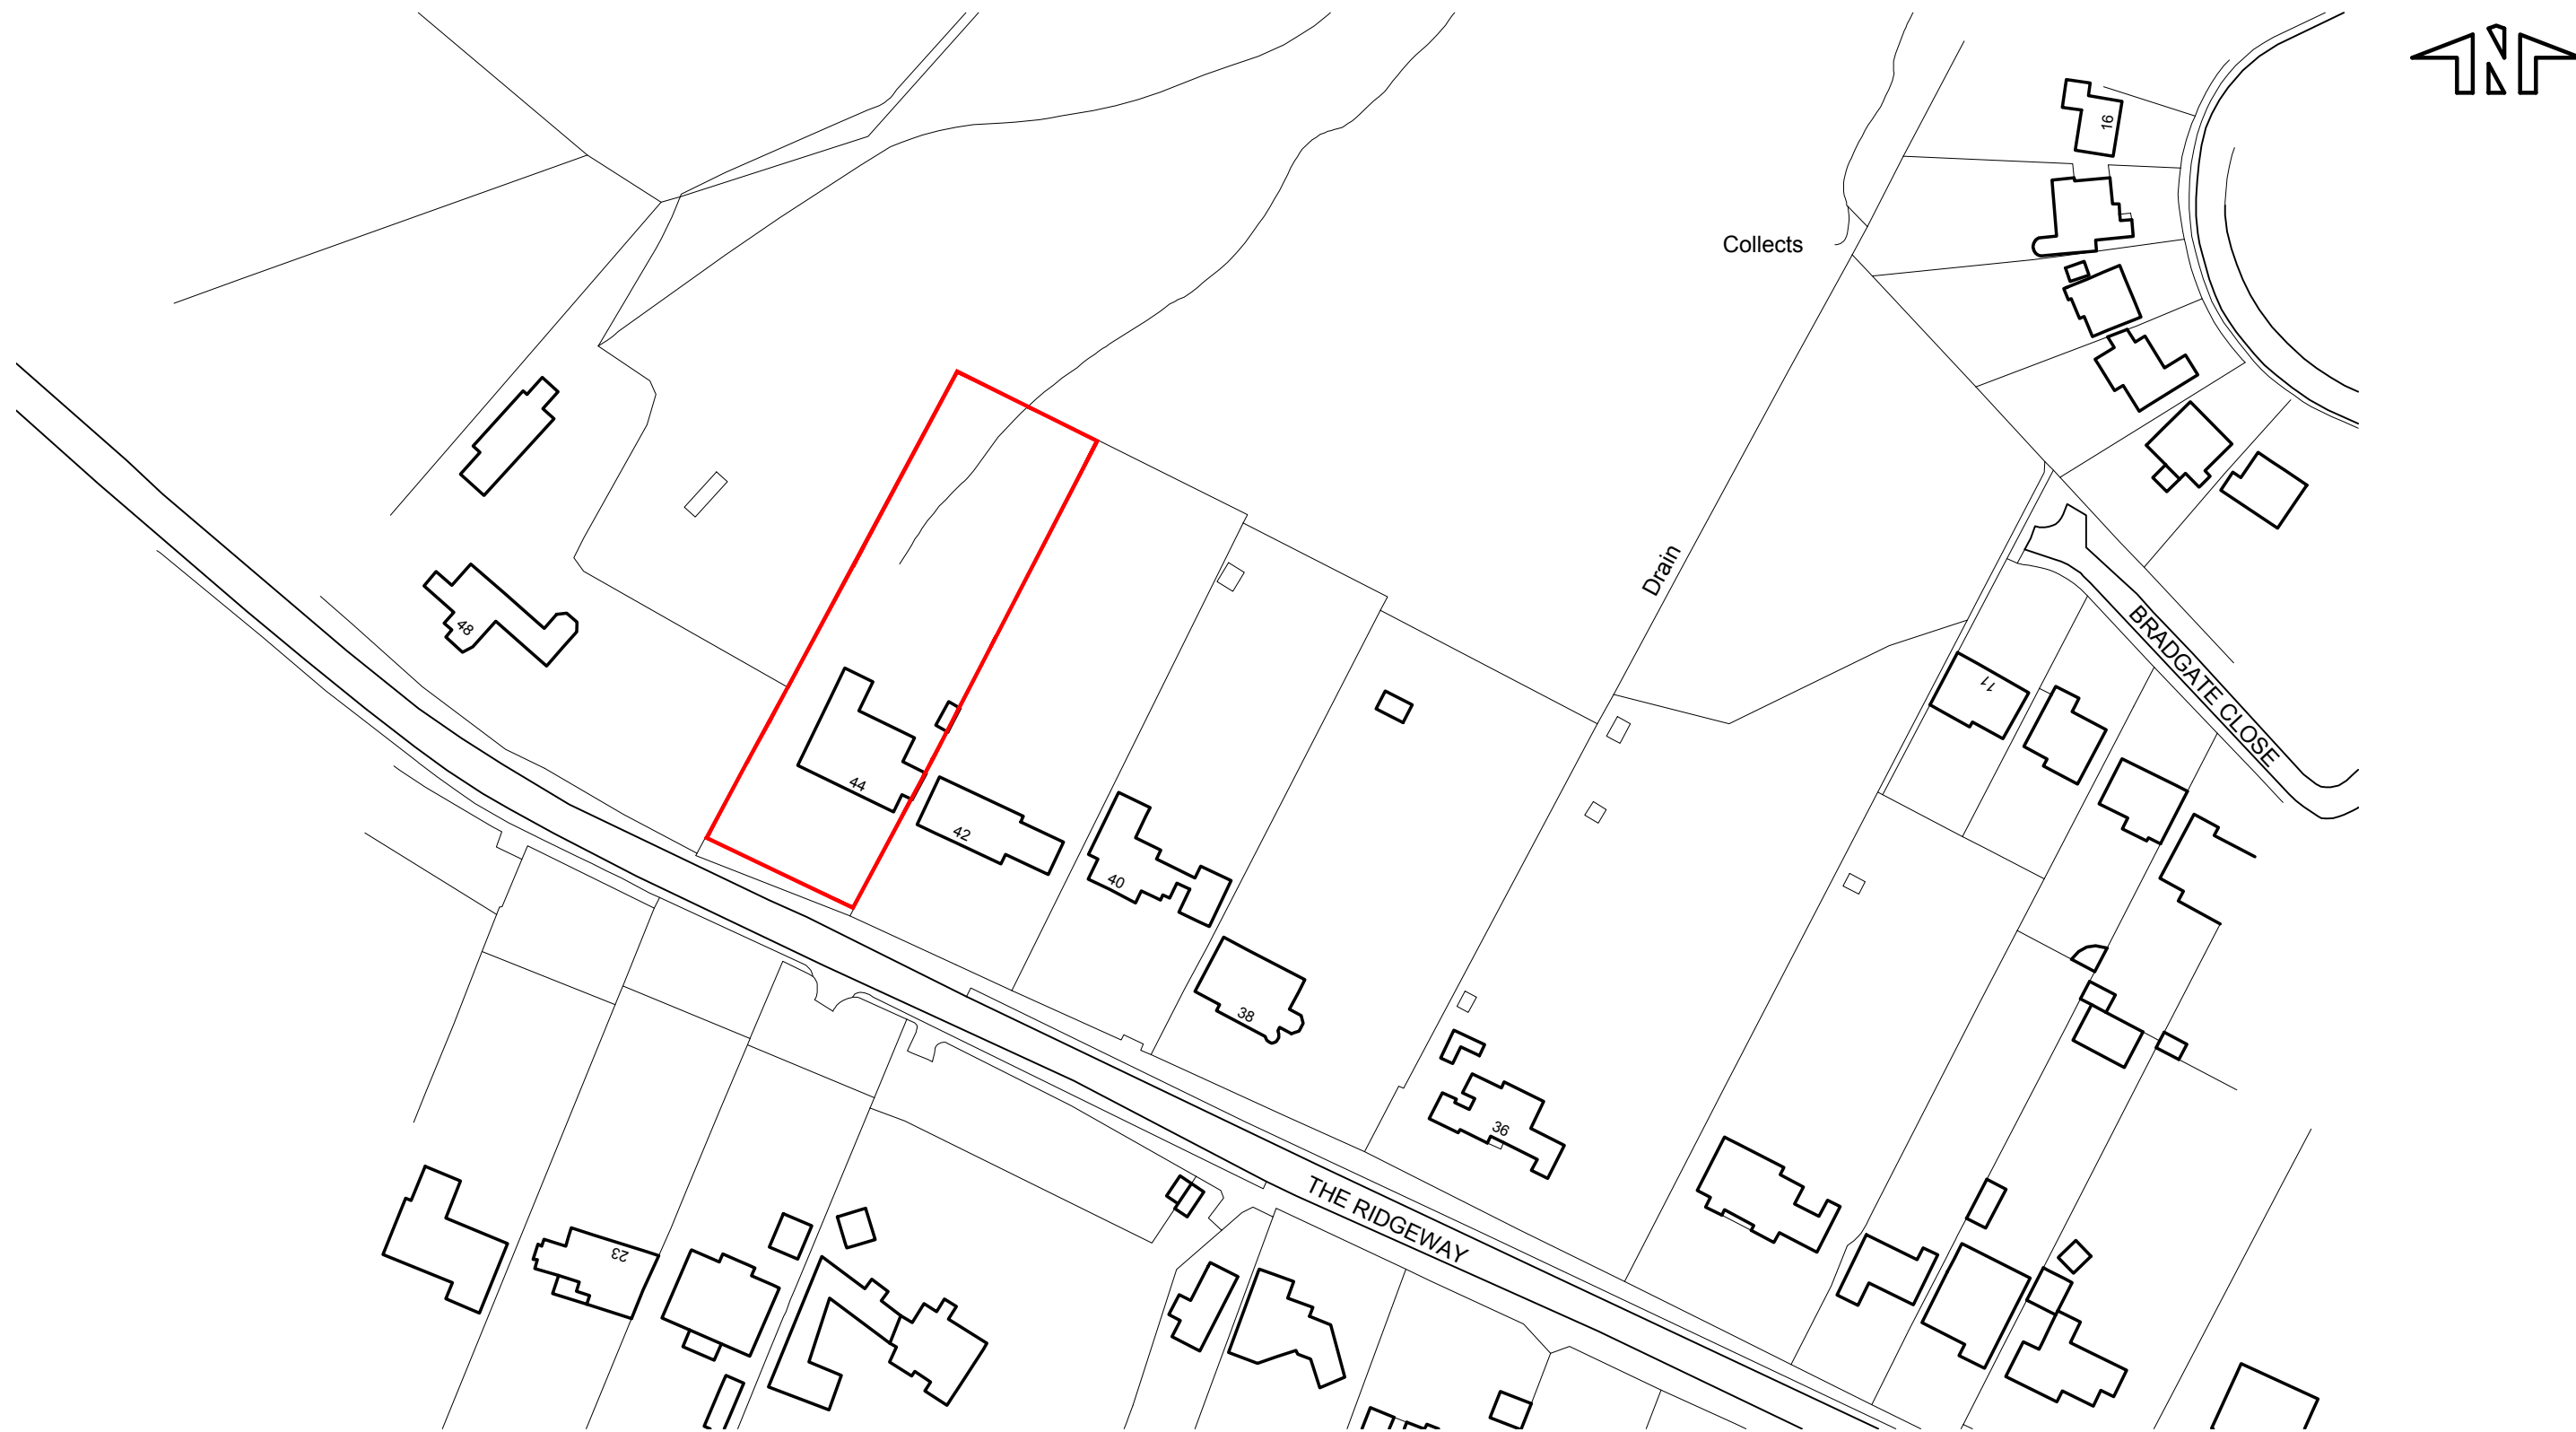 N
16
Collects
Drain
BRADGATE CLOSE
48
11
44
42
40
38
36
THE RIDGEWAY
23